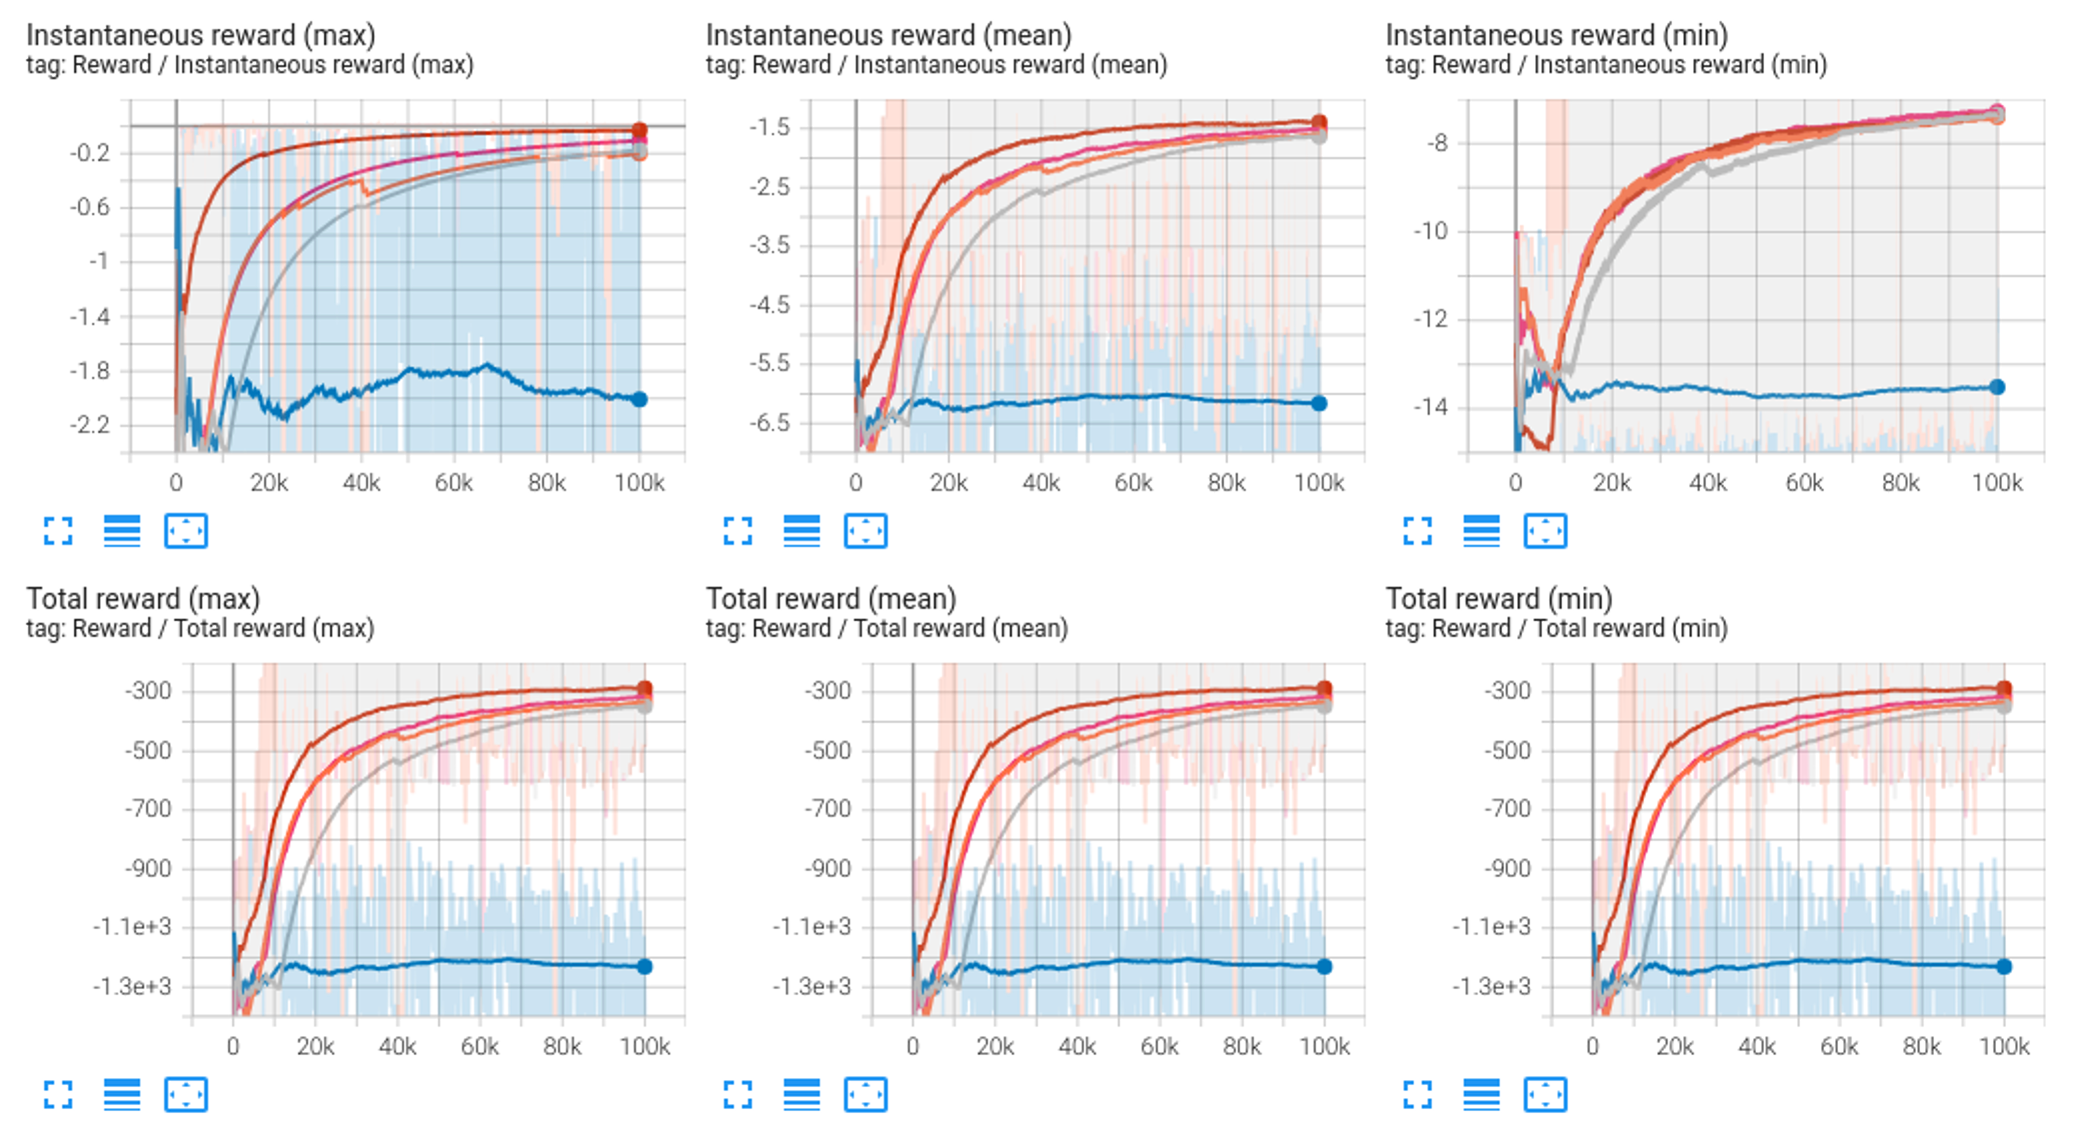 Instantaneous reward (max)
tag: Reward / Instantaneous reward (max)
-0.2
-0.6
-1
-1.4
-1.8
-2.2
0 20k 40k 60k 80k 100k
Instantaneous reward (mean)
tag: Reward / Instantaneous reward (mean)
-1.5
-2.5
-3.5
-4.5
-5.5
-6.5
0 20k 40k 60k 80k 100k
Instantaneous reward (min)
tag: Reward / Instantaneous reward (min)
-8
-10
-12
-14
0 20k 40k 60k 80k 100k
Total reward (max)
tag: Reward / Total reward (max)
-300
-500
-700
-900
-1.1e+3
-1.3e+3
0 20k 40k 60k 80k 100k
Total reward (mean)
tag: Reward / Total reward (mean)
-300
-500
-700
-900
-1.1e+3
-1.3e+3
0 20k 40k 60k 80k 100k
Total reward (min)
tag: Reward / Total reward (min)
-300
-500
-700
-900
-1.1e+3
-1.3e+3
0 20k 40k 60k 80k 100k